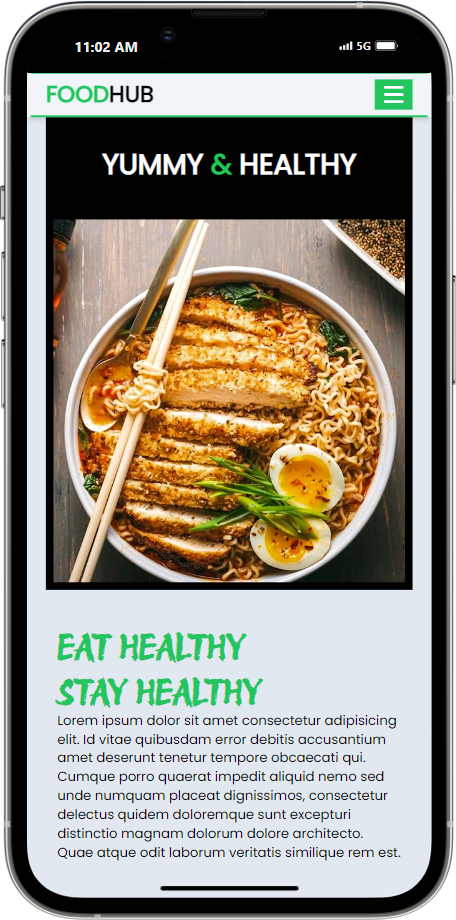 11:02 AM
5G
FOODHUB
YUMMY & HEALTHY
EAT HEALTHY
STAY HEALTHY
Lorem ipsum dolor sit amet consectetur adipisicing
elit. Id vitae quibusdam error debitis accusantium
amet deserunt tenetur tempore obcaecati qui.
Cumque porro quaerat impedit aliquid nemo sed
unde numquam placeat dignissimos, consectetur
delectus quidem doloremque sunt excepturi
distinctio magnam dolorum dolore architecto.
Quae atque odit laborum veritatis similique rem est.